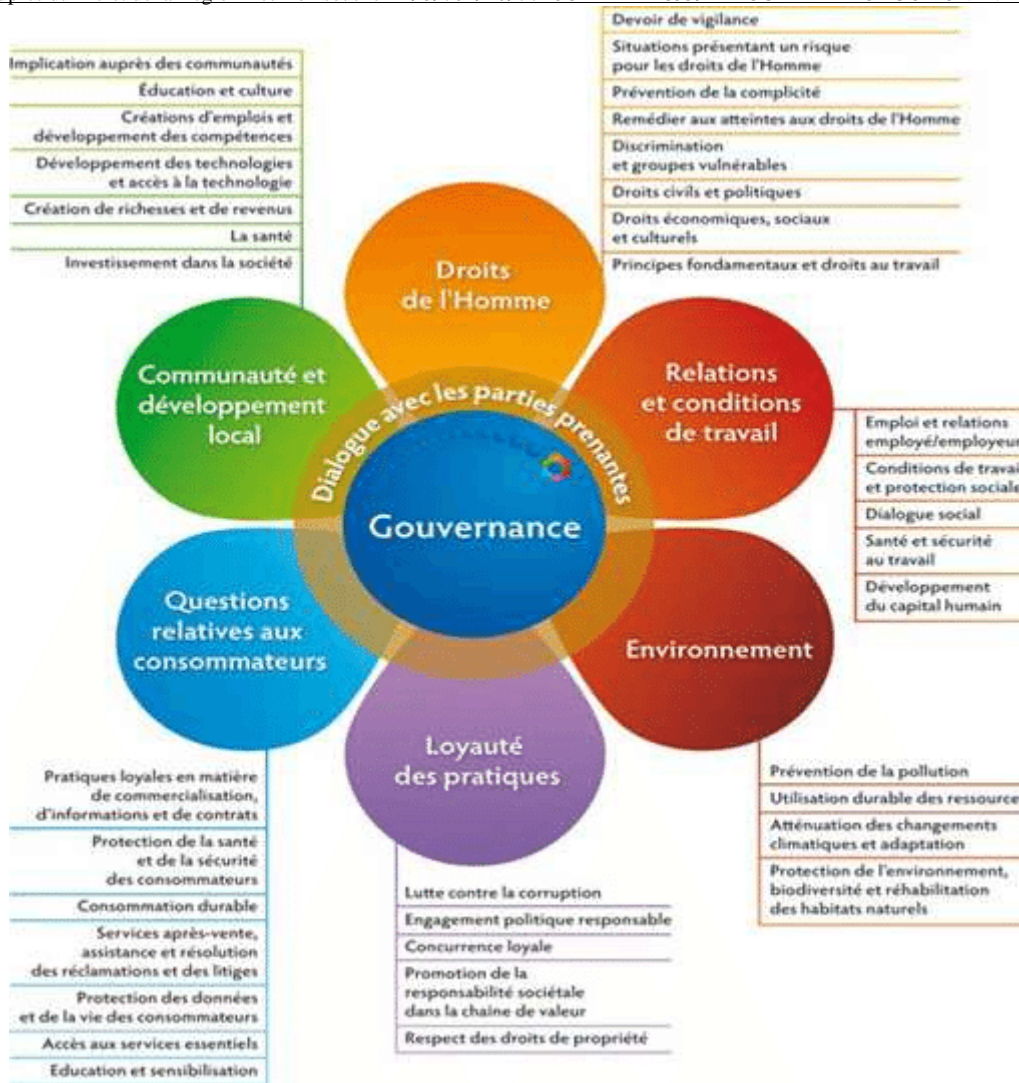 Devoir de vigilance
Situations présentant un risque
pour les droits de l'Homme
Prévention de la complicité
Remédier aux atteintes aux droits de l'Homme
Discrimination
et groupes vulnérables
Droits civils et politiques
Droits économiques, sociaux
et culturels
Principes fondamentaux et droits au travail
Implication auprès des communautés
Éducation et culture
Créations d'emplois et
développement des compétences
Développement des technologies
et accès à la technologie
Création de richesses et de revenus
La santé
Investissement dans la société
Droits
de l'Homme
Communauté et
développement
local
Relations
et conditions
de travail
Dialogue avec les parties prenantes
Gouvernance
Emploi et relations
employé/employeur
Conditions de travai
et protection sociale
Dialogue social
Santé et sécurité
au travail
Développement
du capital humain
Questions
relatives aux
consommateurs
Environnement
Loyauté
des pratiques
Pratiques loyales en matière
de commercialisation,
d'informations et de contrats
Protection de la santé
et de la sécurité
des consommateurs
Consommation durable
Services après-vente,
assistance et résolution
des réclamations et des litiges
Protection des données
et de la vie des consommateurs
Accès aux services essentiels
Education et sensibilisation
Lutte contre la corruption
Engagement politique responsable
Concurrence loyale
Promotion de la
responsabilité sociétale
dans la chaine de valeur
Respect des droits de propriété
Prévention de la pollution
Utilisation durable des ressource
Atténuation des changements
climatiques et adaptation
Protection de l'environnement,
biodiversité et réhabilitation
des habitats naturels